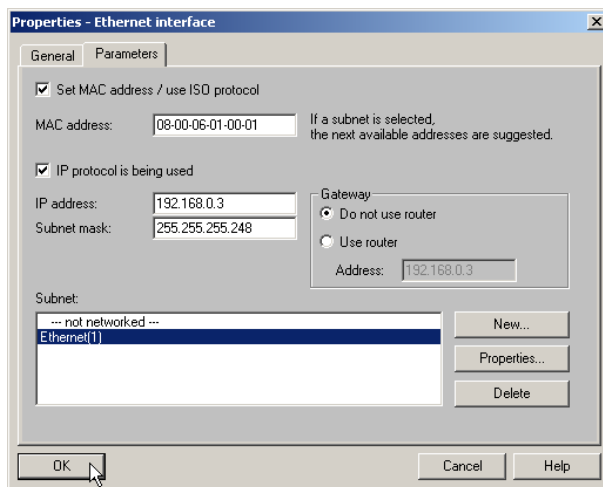 Properties - Ethernet interface
General
Parameters
Set MAC address / use ISO protocol
MAC address:
08-00-06-01-00-01
If a subnet is selected,
the next available addresses are suggested.
IP protocol is being used
IP address:
192.168.0.3
Subnet mask:
255.255.255.248
Gateway
Do not use router
Use router
Address:
192.168.0.3
Subnet:
--- not networked ---
Ethernet(1)
New...
Properties...
Delete
OK
Cancel
Help